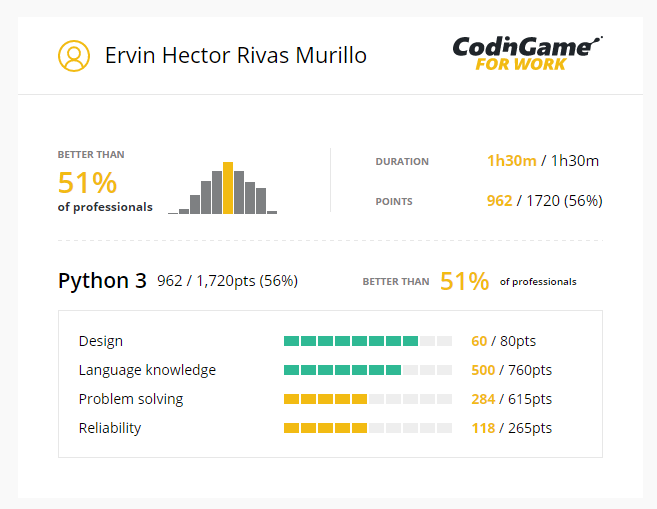 Ervin Hector Rivas Murillo
CodinGame
FOR WORK
BETTER THAN
51%
of professionals
DURATION 1h30m / 1h30m
POINTS 962 / 1720 (56%)
Python 3 962 / 1,720pts (56%) BETTER THAN 51% of professionals
Design 60 / 80pts
Language knowledge 500 / 760pts
Problem solving 284 / 615pts
Reliability 118 / 265pts